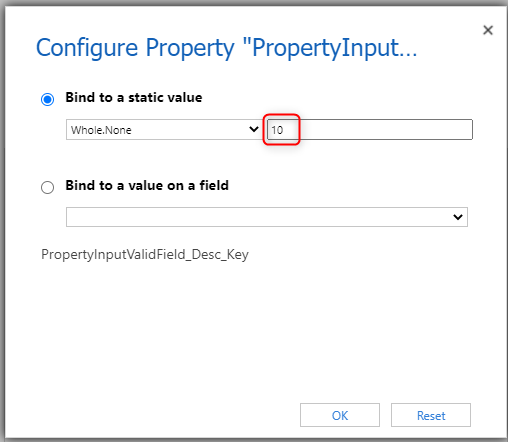 Configure Property "PropertyInput...
Bind to a static value
Whole.None
10
Bind to a value on a field
PropertyInputValidField_Desc_Key
OK
Reset